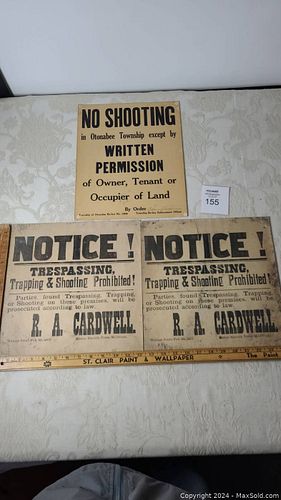 NO SHOOTING
in Otonabee Township except by
WRITTEN
PERMISSION
of Owner, Tenant or
Occupier of Land
By Order
155
NOTICE!
TRESPASSING,
Trapping & Shooting Prohibited!
Parties, found Trespassing, Trapping,
or Shooting on these premises, will be
prosecuted according to law.
R. A. CARDWELL.
NOTICE!
TRESPASSING,
Trapping & Shooting Prohibited!
Parties, found Trespassing, Trapping,
or Shooting on these premises, will be
prosecuted according to law.
R. A. CARDWELL.
ST. CLAIR PAINT & WALLPAPER
The Paint
Copyright © 2024 - MaxSold.com